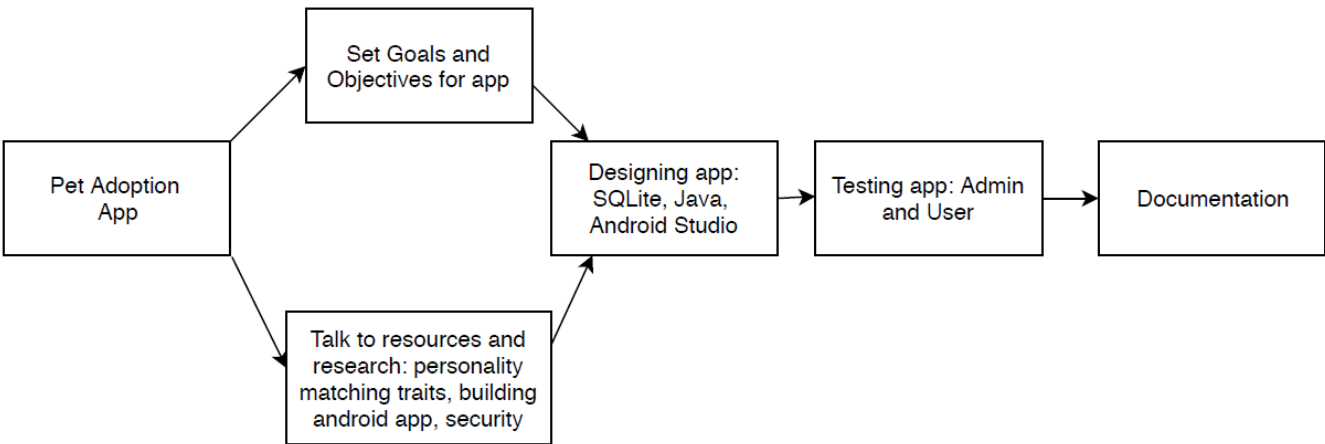 Set Goals and
Objectives for app
Pet Adoption
App
Designing app:
SQLite, Java,
Android Studio
Testing app: Admin
and User
Documentation
Talk to resources and
research: personality
matching traits, building
android app, security